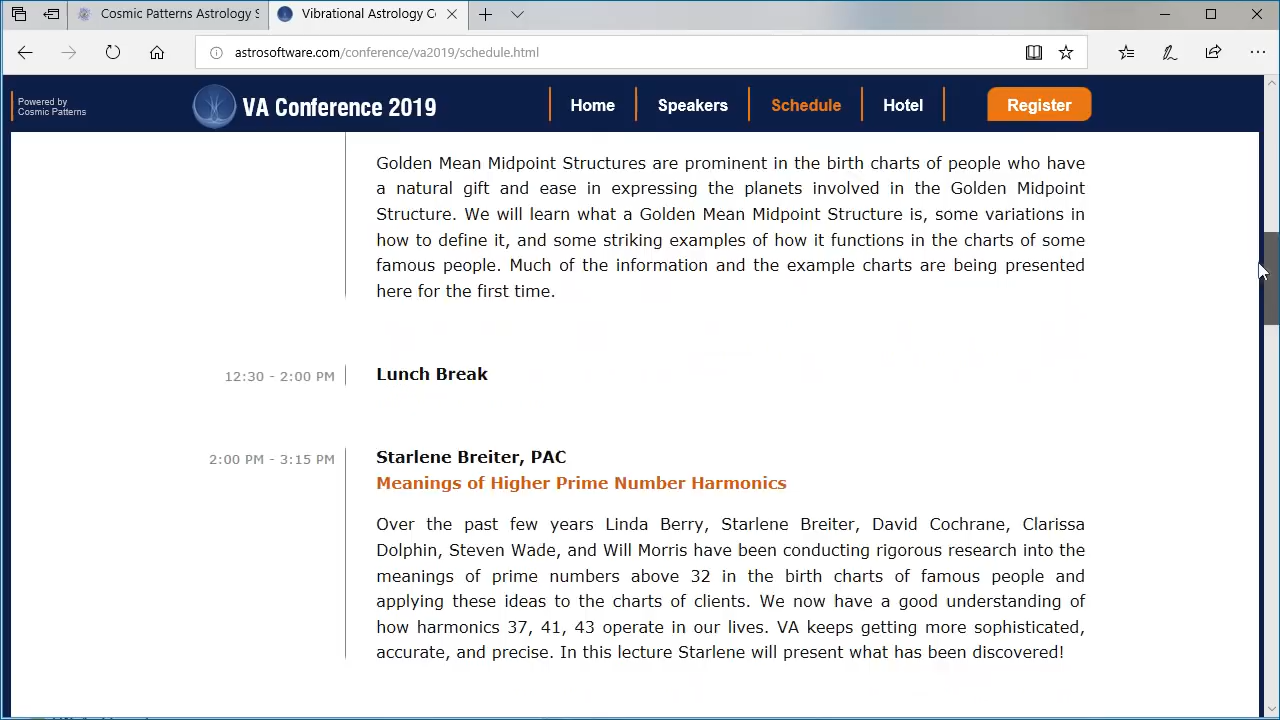 Cosmic Patterns Astrology S
Vibrational Astrology Co
astrosoftware.com/conference/va2019/schedule.html
Powered by
Cosmic Patterns
VA Conference 2019
Home
Speakers
Schedule
Hotel
Register
Golden Mean Midpoint Structures are prominent in the birth charts of people who have
a natural gift and ease in expressing the planets involved in the Golden Midpoint
Structure. We will learn what a Golden Mean Midpoint Structure is, some variations in
how to define it, and some striking examples of how it functions in the charts of some
famous people. Much of the information and the example charts are being presented
here for the first time.
12:30 - 2:00 PM
Lunch Break
2:00 PM - 3:15 PM
Starlene Breiter, PAC
Meanings of Higher Prime Number Harmonics
Over the past few years Linda Berry, Starlene Breiter, David Cochrane, Clarissa
Dolphin, Steven Wade, and Will Morris have been conducting rigorous research into the
meanings of prime numbers above 32 in the birth charts of famous people and
applying these ideas to the charts of clients. We now have a good understanding of
how harmonics 37, 41, 43 operate in our lives. VA keeps getting more sophisticated,
accurate, and precise. In this lecture Starlene will present what has been discovered!